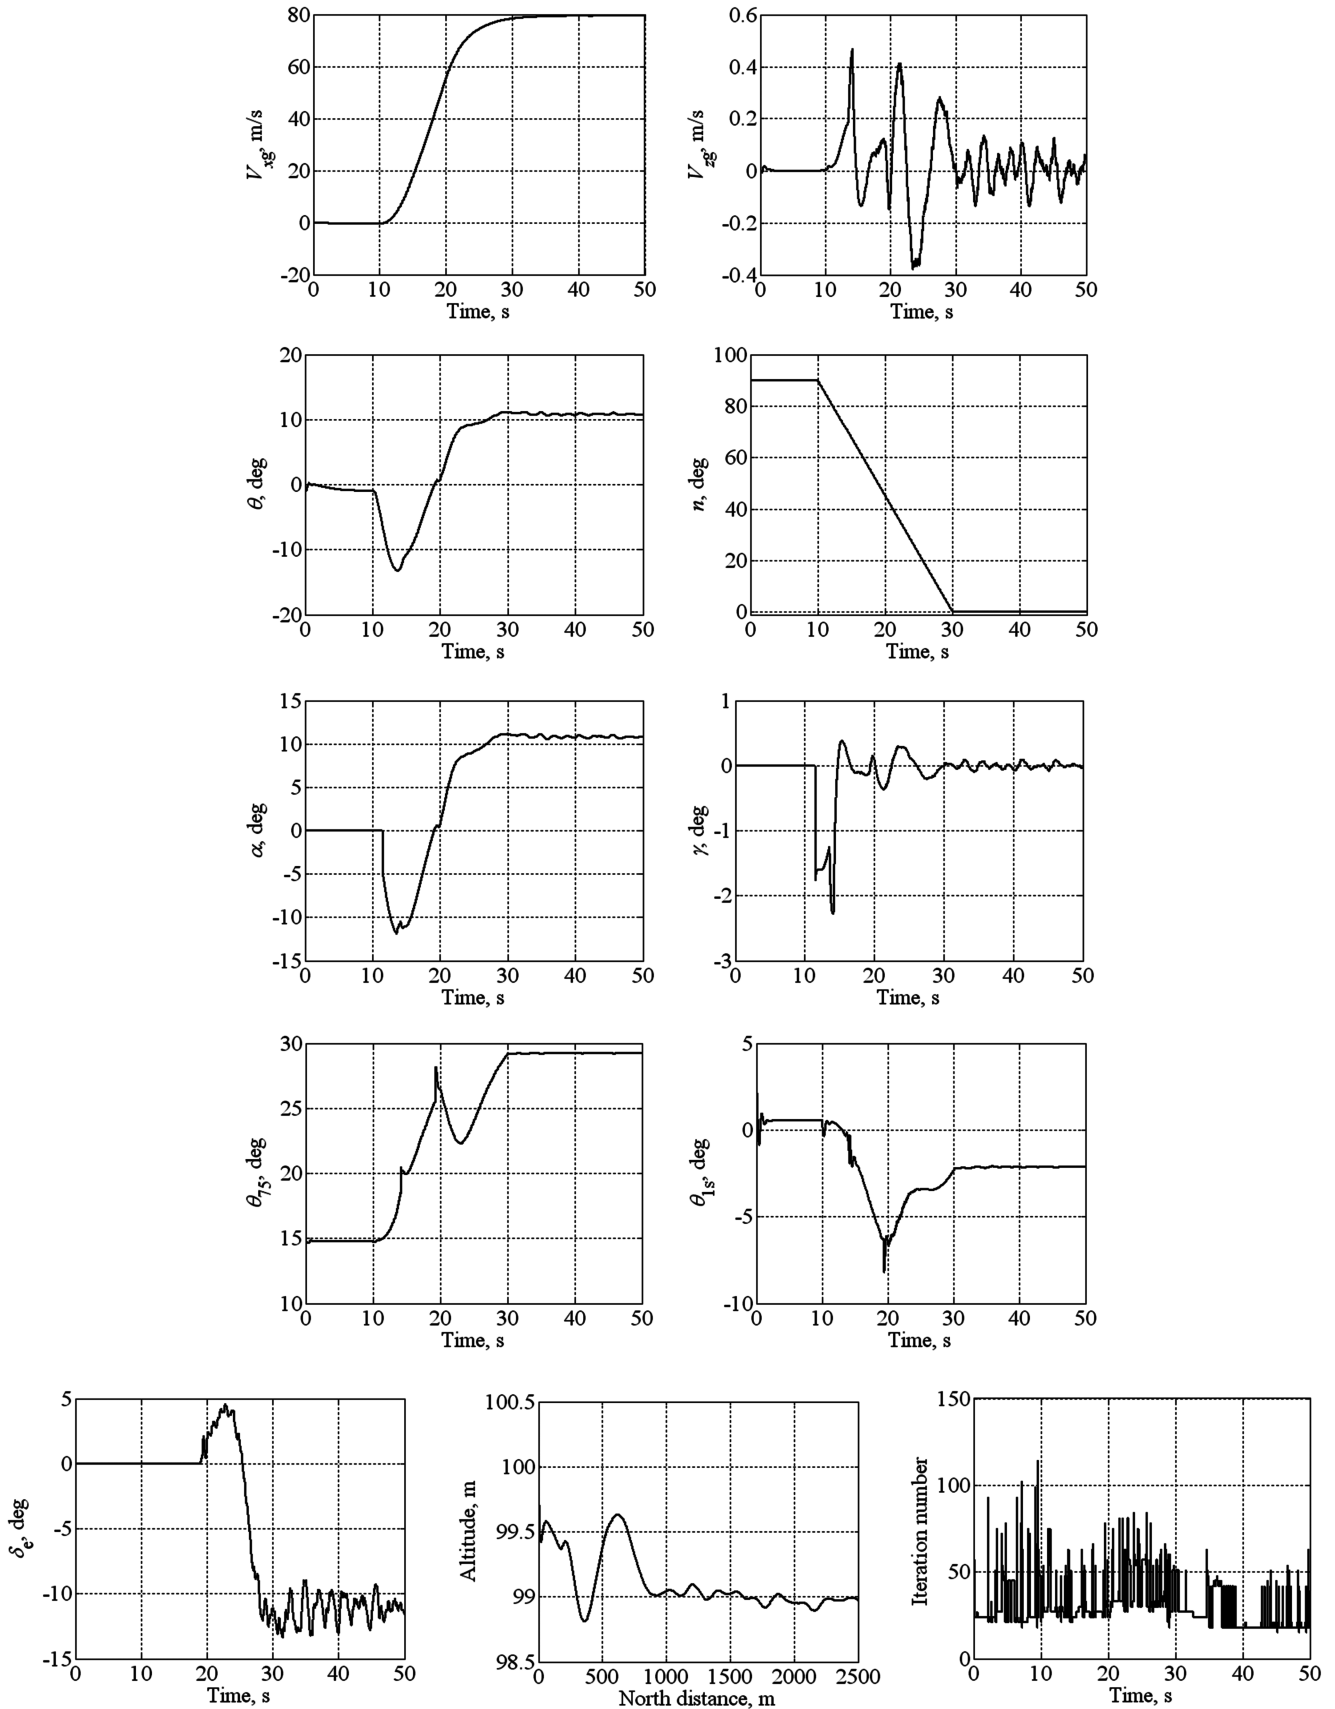 80
60
40
20
0
-20
0 10 20 30 40 50
Time, s
Vxg, m/s
0.6
0.4
0.2
0
-0.2
-0.4
0 10 20 30 40 50
Time, s
Vzg, m/s
20
10
0
-10
-20
0 10 20 30 40 50
Time, s
θ, deg
100
80
60
40
20
0
0 10 20 30 40 50
Time, s
n, deg
15
10
5
0
-5
-10
-15
0 10 20 30 40 50
Time, s
α, deg
1
0
-1
-2
-3
0 10 20 30 40 50
Time, s
γ, deg
30
25
20
15
10
0 10 20 30 40 50
Time, s
θ75, deg
5
0
-5
-10
0 10 20 30 40 50
Time, s
θ1s, deg
5
0
-5
-10
-15
0 10 20 30 40 50
Time, s
δe, deg
100.5
100
99.5
99
98.5
0 500 1000 1500 2000 2500
North distance, m
Altitude, m
150
100
50
0
0 10 20 30 40 50
Time, s
Iteration number